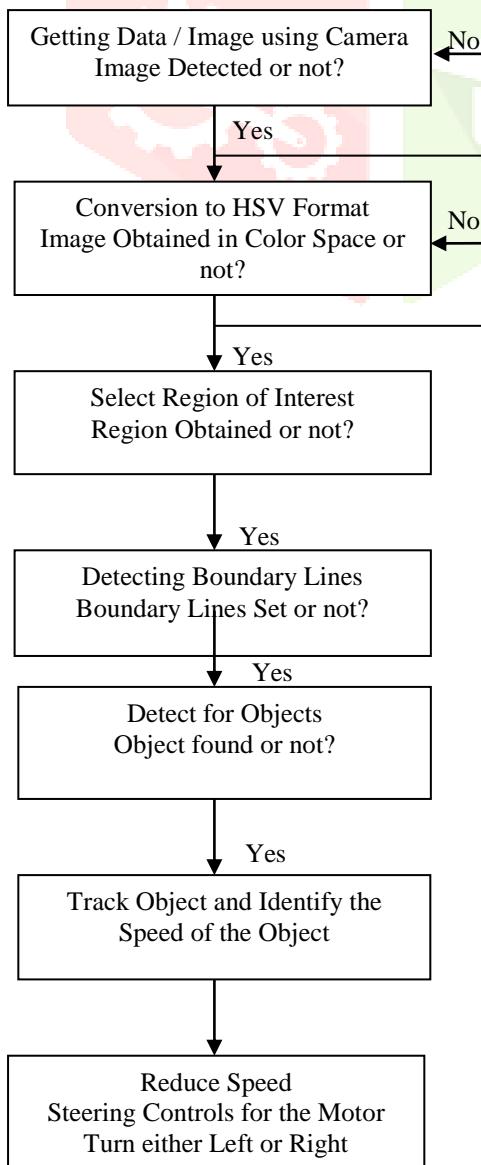 Getting Data / Image using Camera
Image Detected or not?
No
Yes
Conversion to HSV Format
Image Obtained in Color Space or
not?
No
Yes
Select Region of Interest
Region Obtained or not?
Yes
Detecting Boundary Lines
Boundary Lines Set or not?
Yes
Detect for Objects
Object found or not?
Yes
Track Object and Identify the
Speed of the Object
Reduce Speed
Steering Controls for the Motor
Turn either Left or Right